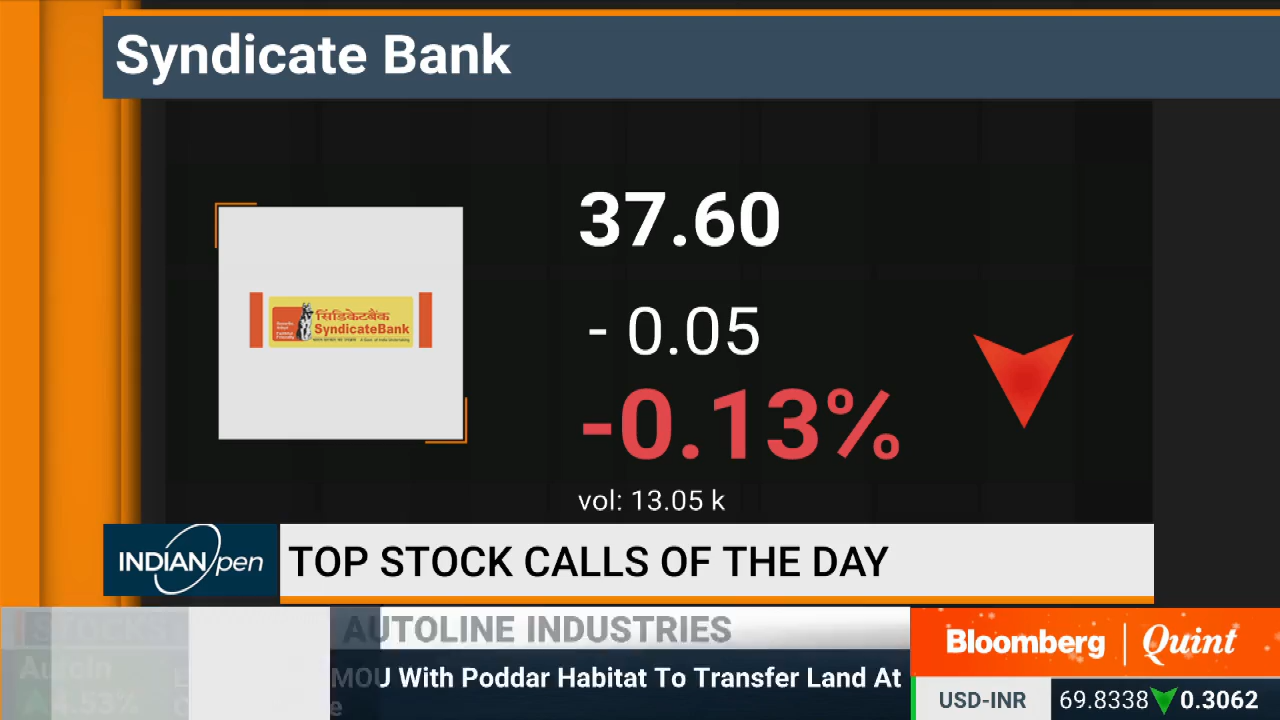 Syndicate Bank
37.60
- 0.05
-0.13%
vol: 13.05 k
सिंडिकेटबैंक
SyndicateBank
INDIAN Open
TOP STOCK CALLS OF THE DAY
STOCKS
AUTOLINE INDUSTRIES
MOU With Poddar Habitat To Transfer Land At
Bloomberg | Quint
USD-INR 69.8338 0.3062